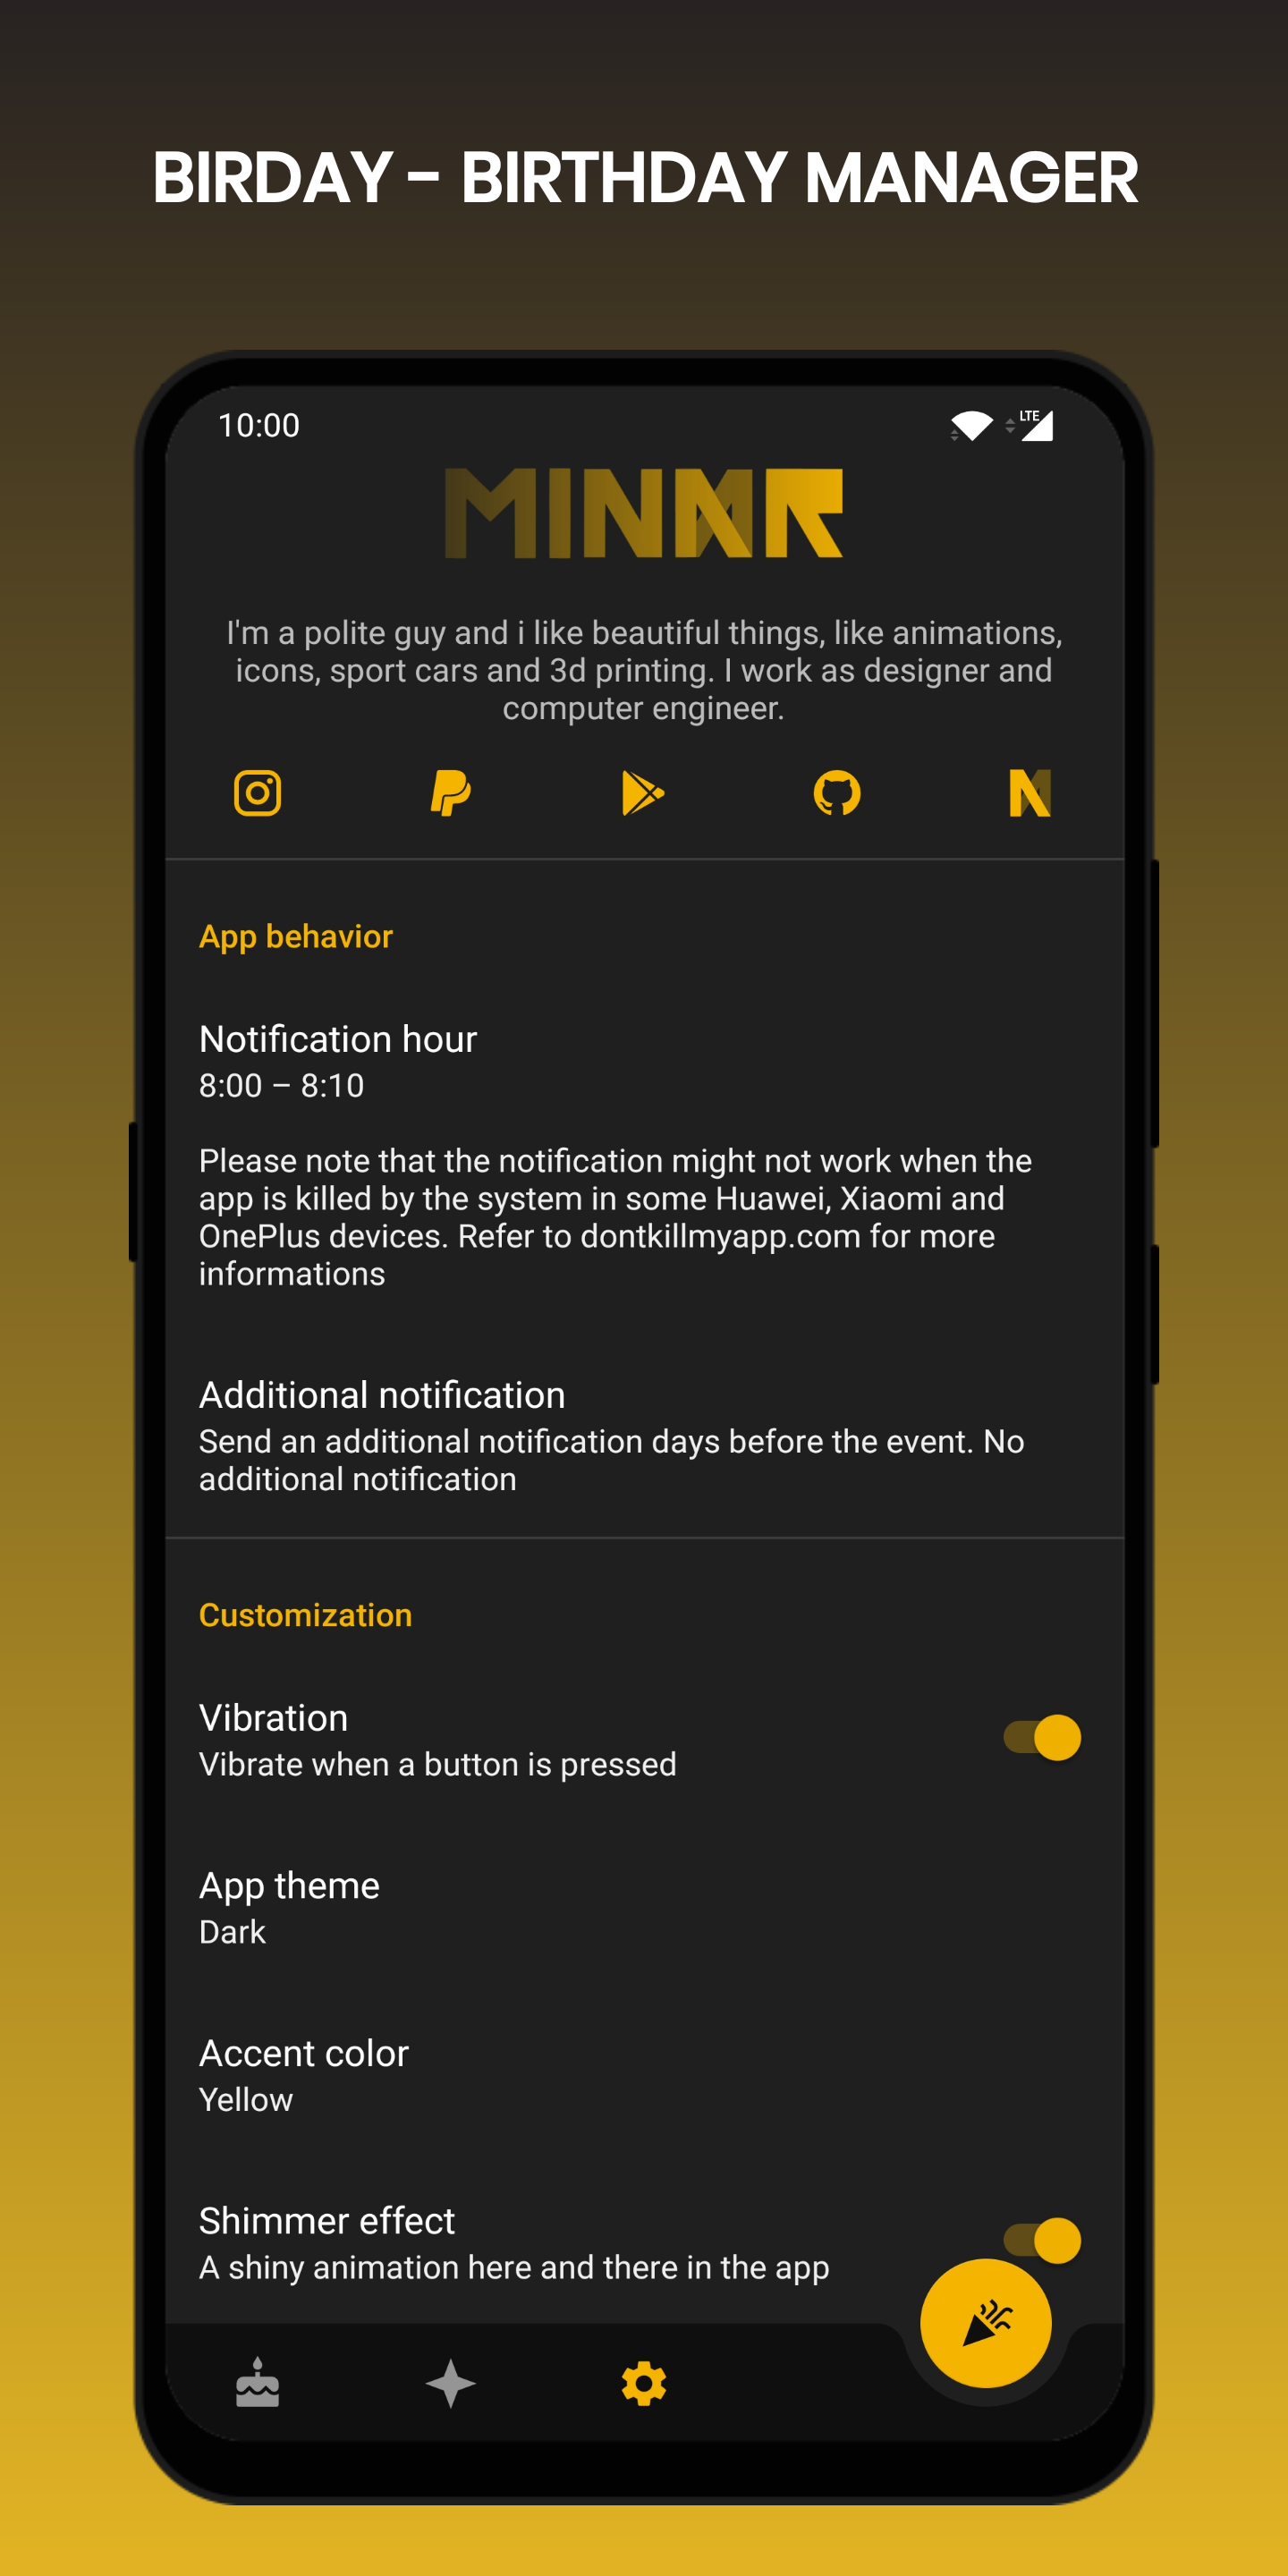 BIRDAY - BIRTHDAY MANAGER
10:00
LTE
MINAR
I'm a polite guy and i like beautiful things, like animations,
icons, sport cars and 3d printing. I work as designer and
computer engineer.
App behavior
Notification hour
8:00 – 8:10
Please note that the notification might not work when the
app is killed by the system in some Huawei, Xiaomi and
OnePlus devices. Refer to dontkillmyapp.com for more
informations
Additional notification
Send an additional notification days before the event. No
additional notification
Customization
Vibration
Vibrate when a button is pressed
App theme
Dark
Accent color
Yellow
Shimmer effect
A shiny animation here and there in the app